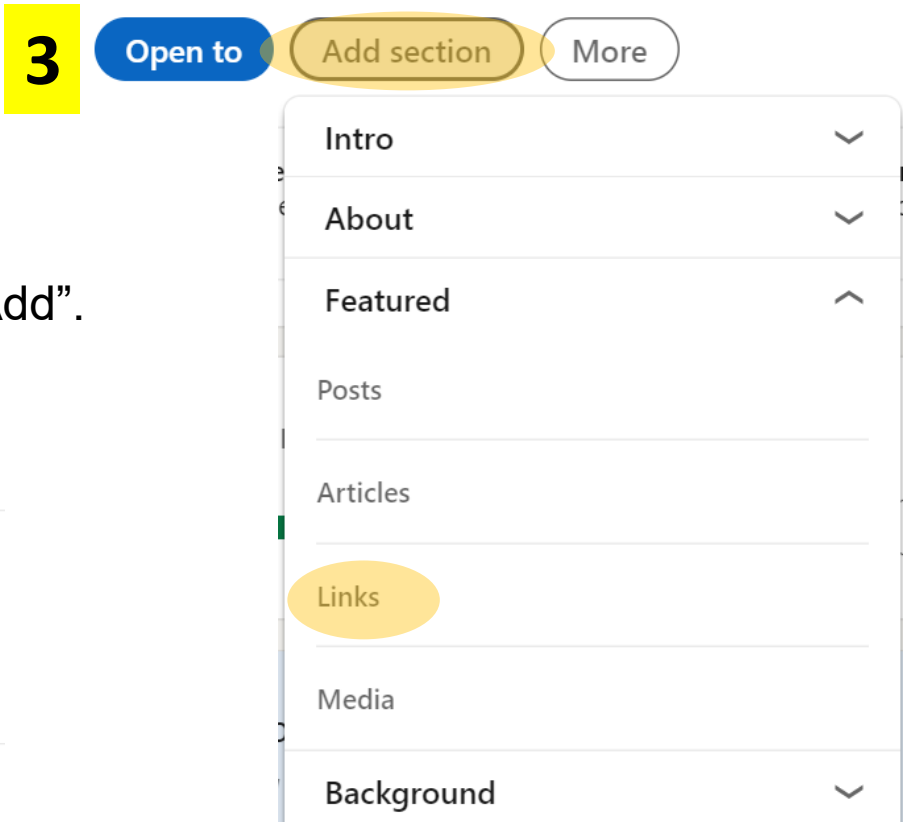 3
Open to Add section More
Intro
About
Featured
dd”.
Posts
Articles
Links
Media
Background